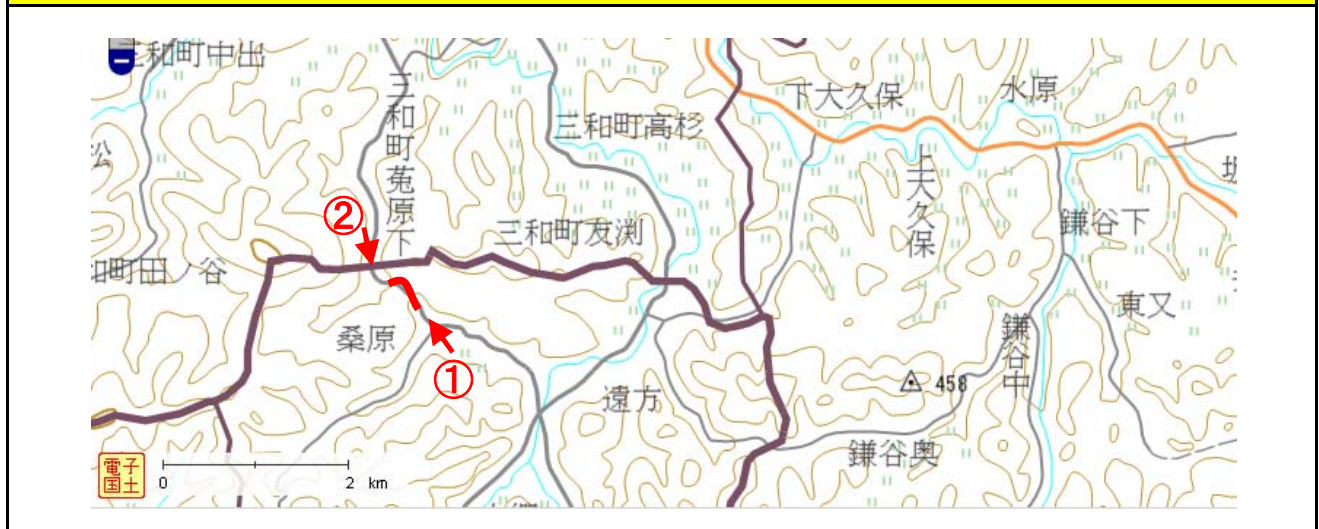 三和町中出
下大久保
水原
三和町高杉
三和町菟原下
上大久保
松
坂
鎌谷下
②
三和町友渕
和町田ノ谷
東又
桑原
鎌谷中
①
458
遠方
鎌谷奥
電子国土
0
2 km